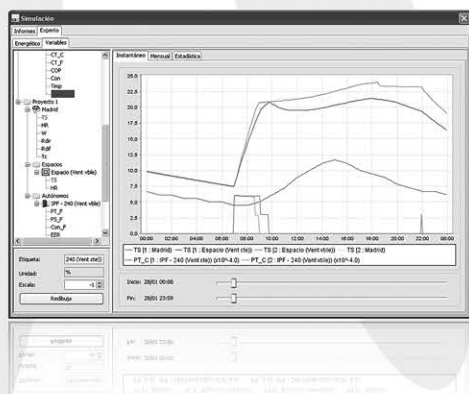 Simulación
Informes Experto
Energético Variables
CT_C
CT_F
COP
Con
Tmp
Proyecto 1
Madrid
TS
HR
W
Rdir
Rdif
Tc
Espacios
Espacio (Vent vble)
TS
HR
Autónomos
IPF - 240 (Vent vble)
PT_F
PS_F
Con_F
EER
Etiqueta: 240 (Vent cte))
Unidad: %
Escala: -1
Redibuja
Instantáneo Mensual Estadística
25,0
22,5
20,0
17,5
15,0
12,5
10,0
7,5
5,0
2,5
0,0
00:00 02:00 04:00 06:00 08:00 10:00 12:00 14:00 16:00 18:00 20:00 22:00 00:00
TS [1 : Madrid] TS [1 : Espacio (Vent cte)] TS [2 : Espacio (Vent vble)] TS [2 : Madrid]
PT_C [1 : IPF - 240 (Vent cte)] (x10^-4.0) PT_C [2 : IPF - 240 (Vent vble)] (x10^-4.0)
Inicio: 28/01 00:00
Fin: 28/01 23:59